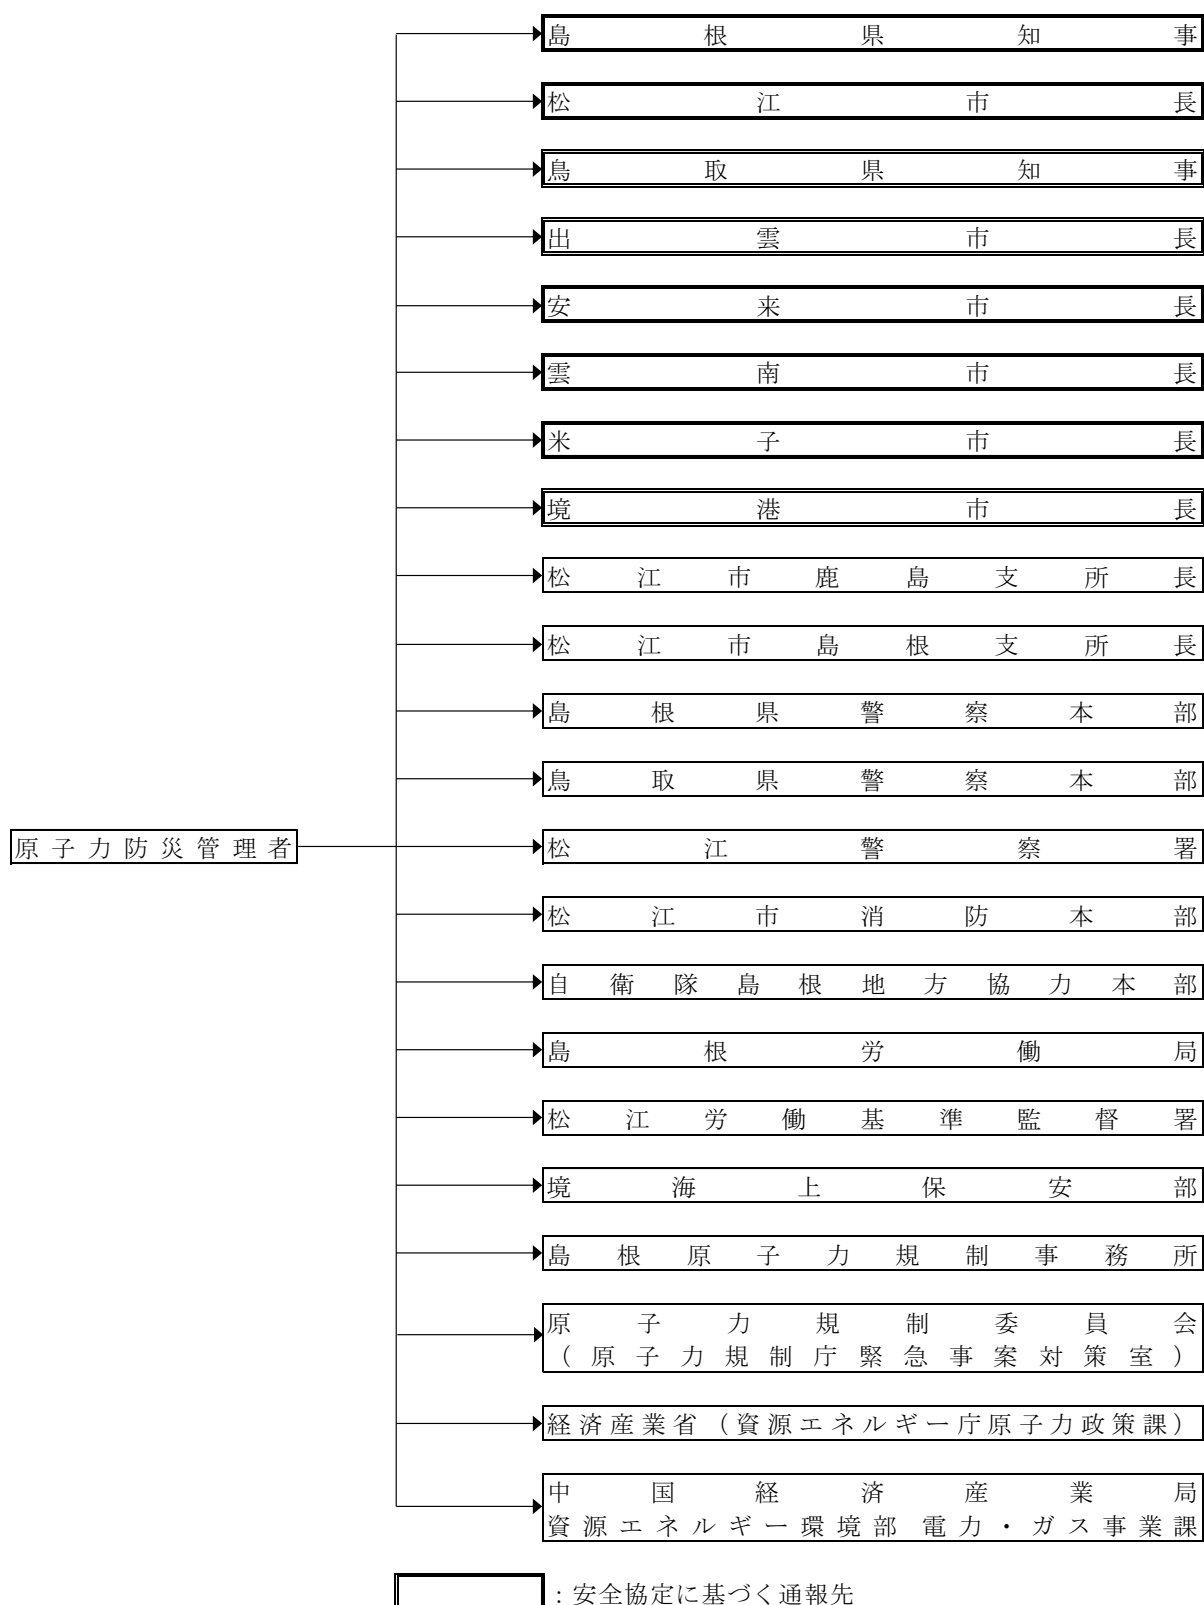 島根県知事
松江市長
鳥取県知事
出雲市長
安来市長
雲南市長
米子市長
境港市長
松江市鹿島支所長
松江市島根支所長
島根県警察本部
鳥取県警察本部
原子力防災管理者
松江警察署
松江市消防本部
自衛隊島根地方協力本部
島根労働局
松江労働基準監督署
境海上保安部
島根原子力規制事務所
原子力規制委員会
(原子力規制庁緊急事案対策室)
経済産業省(資源エネルギー庁原子力政策課)
中国経済産業局
資源エネルギー環境部 電力・ガス事業課
:安全協定に基づく通報先